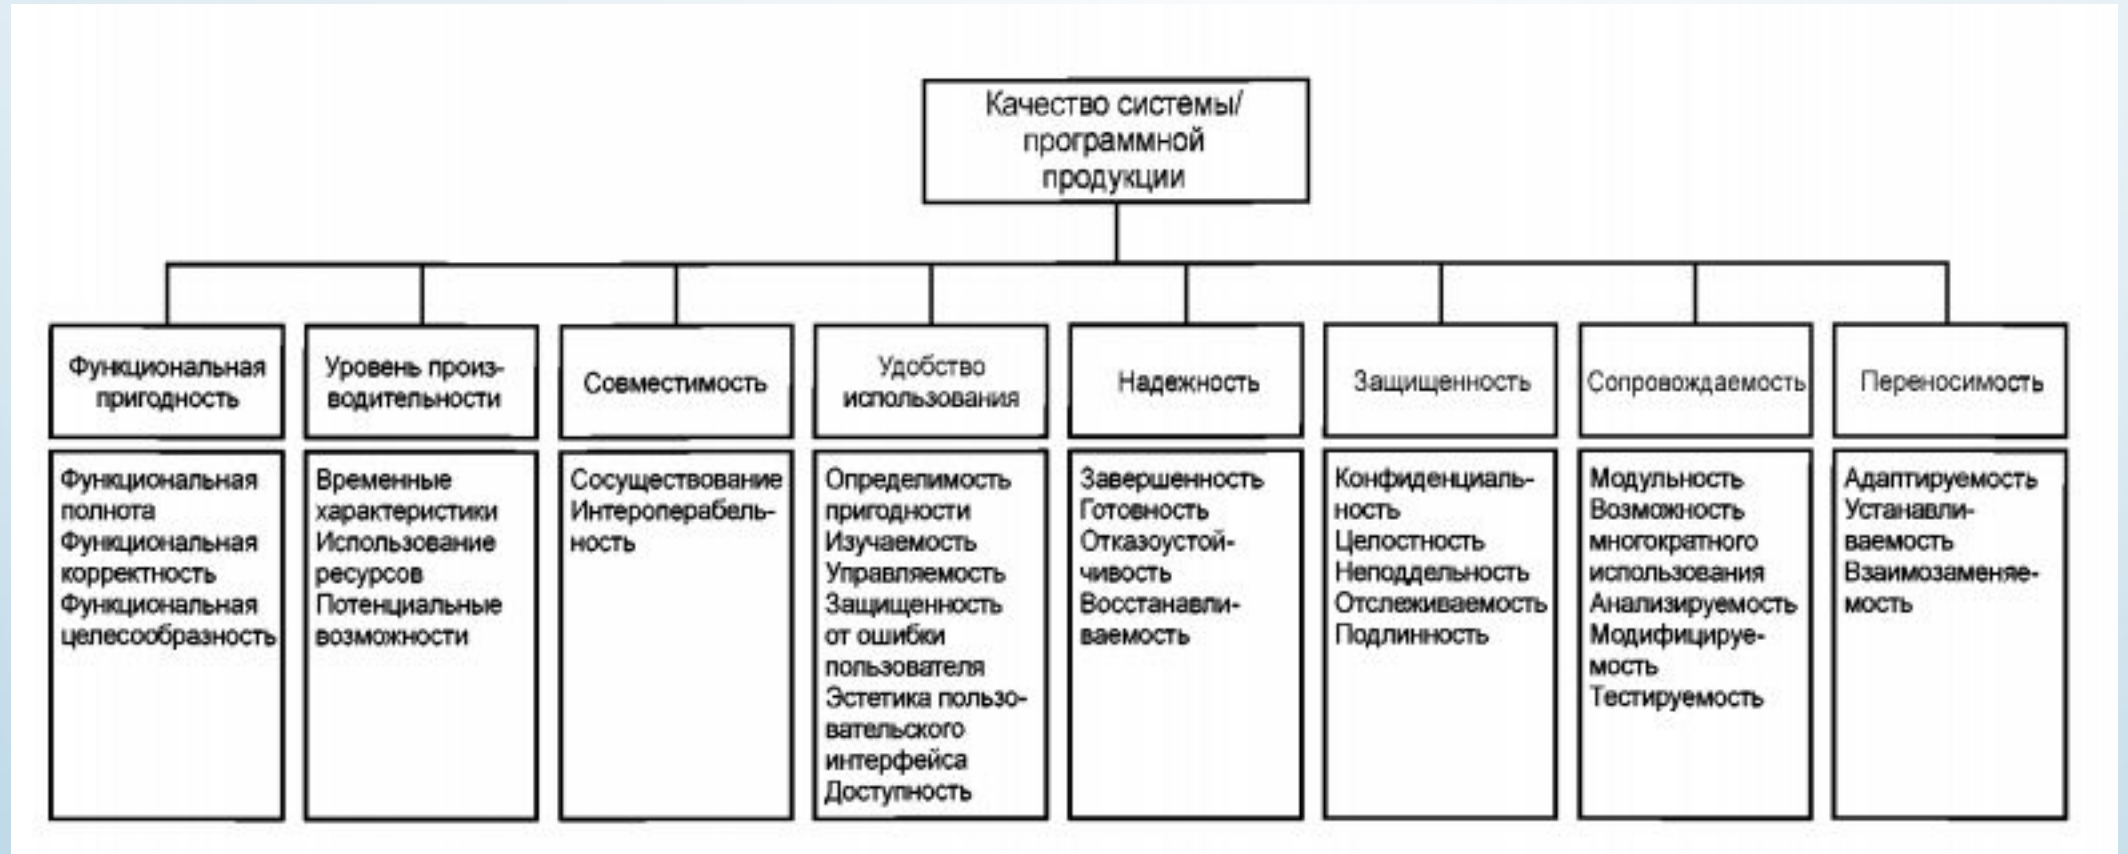 Качество системы/
программной
продукции
Функциональная
пригодность
Уровень произ-
водительности
Совместимость
Удобство
использования
Надежность
Защищенность
Сопровождаемость
Переносимость
Функциональная
полнота
Функциональная
корректность
Функциональная
целесообразность
Временные
характеристики
Использование
ресурсов
Потенциальные
возможности
Сосуществование
Интероперабель-
ность
Определимость
пригодности
Изучаемость
Управляемость
Защищенность
от ошибки
пользователя
Эстетика пользо-
вательского
интерфейса
Доступность
Завершенность
Готовность
Отказоустой-
чивость
Восстанавли-
ваемость
Конфиденциаль-
ность
Целостность
Неподдельность
Отслеживаемость
Подлинность
Модульность
Возможность
многократного
использования
Анализируемость
Модифицируе-
мость
Тестируемость
Адаптируемость
Устанавли-
ваемость
Взаимозаменяе-
мость